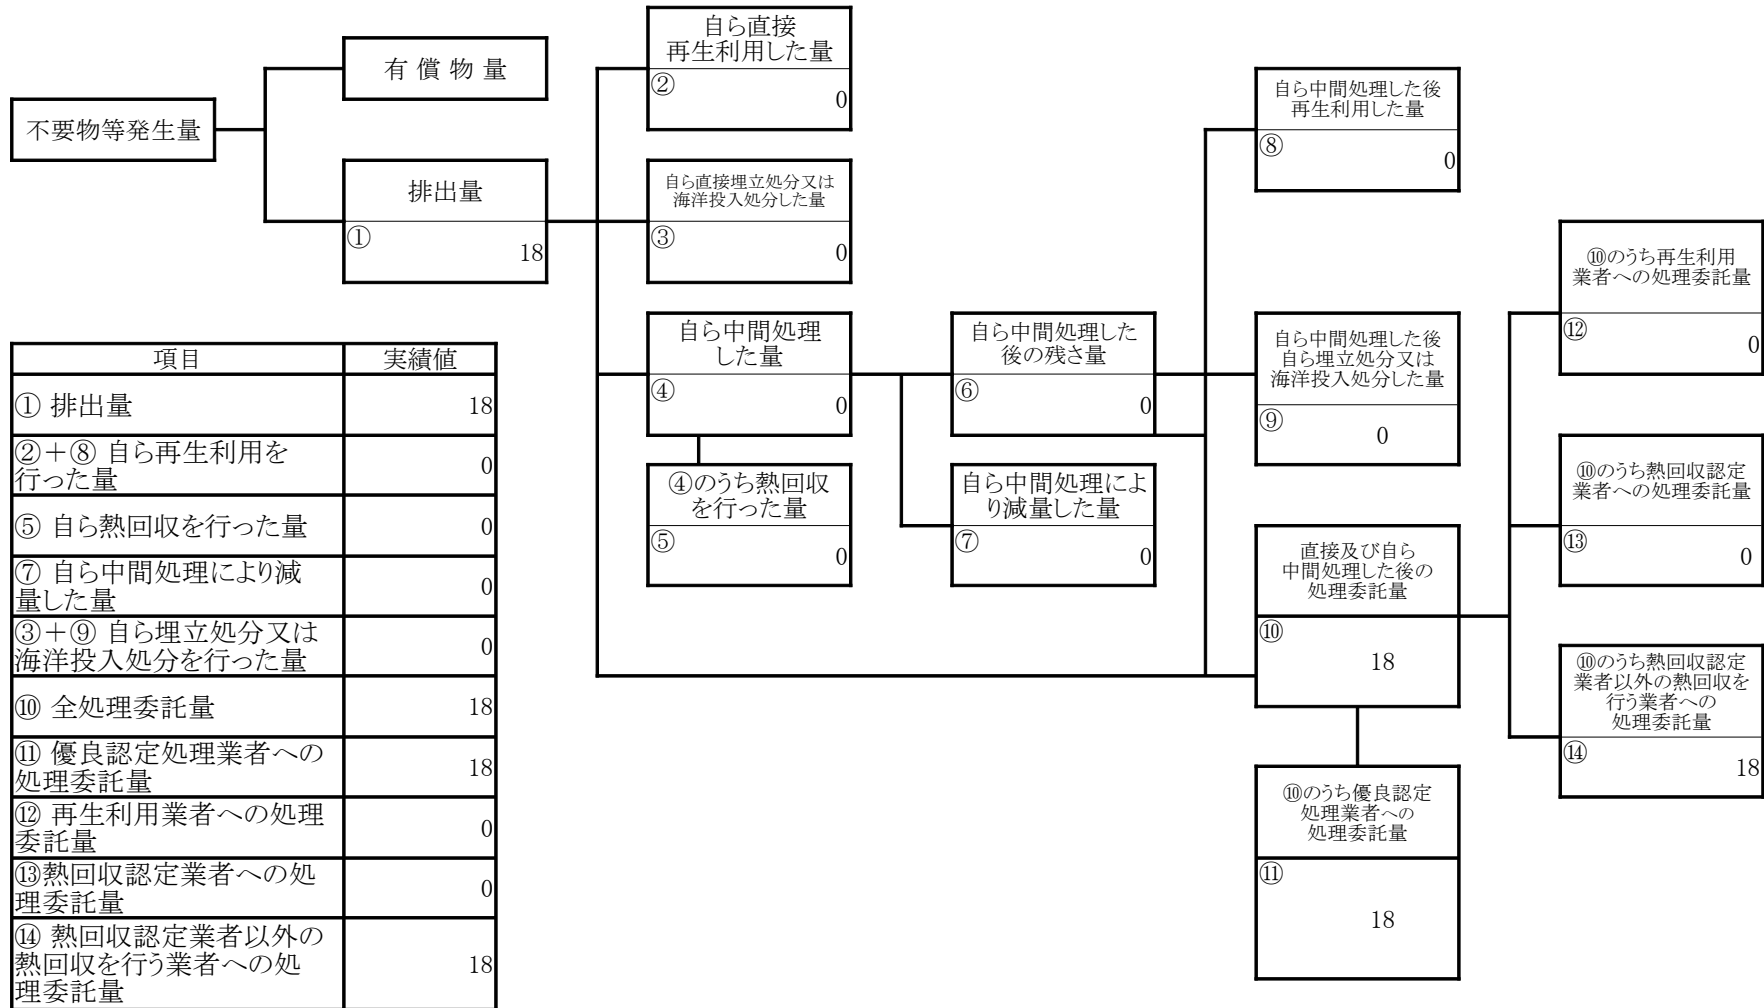 不要物等発生量
有 償 物 量
排出量
①
18
自ら直接
再生利用した量
②
0
自ら直接埋立処分又は
海洋投入処分した量
③
0
自ら中間処理
した量
④
0
④のうち熱回収
を行った量
⑤
0
自ら中間処理した
後の残さ量
⑥
0
自ら中間処理によ
り減量した量
⑦
0
自ら中間処理した後
再生利用した量
⑧
0
自ら中間処理した後
自ら埋立処分又は
海洋投入処分した量
⑨
0
直接及び自ら
中間処理した後の
処理委託量
⑩
18
⑩のうち優良認定
処理業者への
処理委託量
⑪
18
⑩のうち再生利用
業者への処理委託量
⑫
0
⑩のうち熱回収認定
業者への処理委託量
⑬
0
⑩のうち熱回収認定
業者以外の熱回収を
行う業者への
処理委託量
⑭
18
項目 実績値
① 排出量 18
②＋⑧ 自ら再生利用を
行った量 0
⑤ 自ら熱回収を行った量 0
⑦ 自ら中間処理により減
量した量 0
③＋⑨ 自ら埋立処分又は
海洋投入処分を行った量 0
⑩ 全処理委託量 18
⑪ 優良認定処理業者への
処理委託量 18
⑫ 再生利用業者への処理
委託量 0
⑬熱回収認定業者への処
理委託量 0
⑭ 熱回収認定業者以外の
熱回収を行う業者への処
理委託量 18